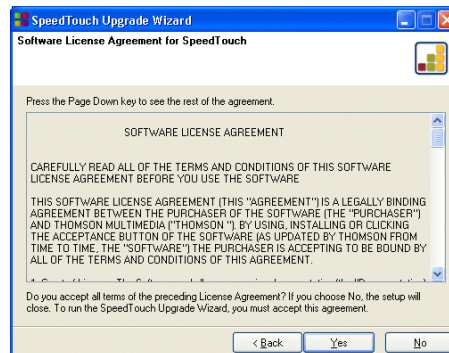 SpeedTouch Upgrade Wizard
Software License Agreement for SpeedTouch
Press the Page Down key to see the rest of the agreement.
SOFTWARE LICENSE AGREEMENT
CAREFULLY READ ALL OF THE TERMS AND CONDITIONS OF THIS SOFTWARE
LICENSE AGREEMENT BEFORE YOU USE THE SOFTWARE
THIS SOFTWARE LICENSE AGREEMENT (THIS "AGREEMENT") IS A LEGALLY BINDING
AGREEMENT BETWEEN THE PURCHASER OF THE SOFTWARE (THE "PURCHASER")
AND THOMSON MULTIMEDIA ("THOMSON "). BY USING, INSTALLING OR CLICKING
THE ACCEPTANCE BUTTON OF THE SOFTWARE (AS UPDATED BY THOMSON FROM
TIME TO TIME, THE "SOFTWARE") THE PURCHASER IS ACCEPTING TO BE BOUND BY
ALL OF THE TERMS AND CONDITIONS OF THIS AGREEMENT.
Do you accept all terms of the preceding License Agreement? If you choose No, the setup will
close. To run the SpeedTouch Upgrade Wizard, you must accept this agreement.
< Back Yes No